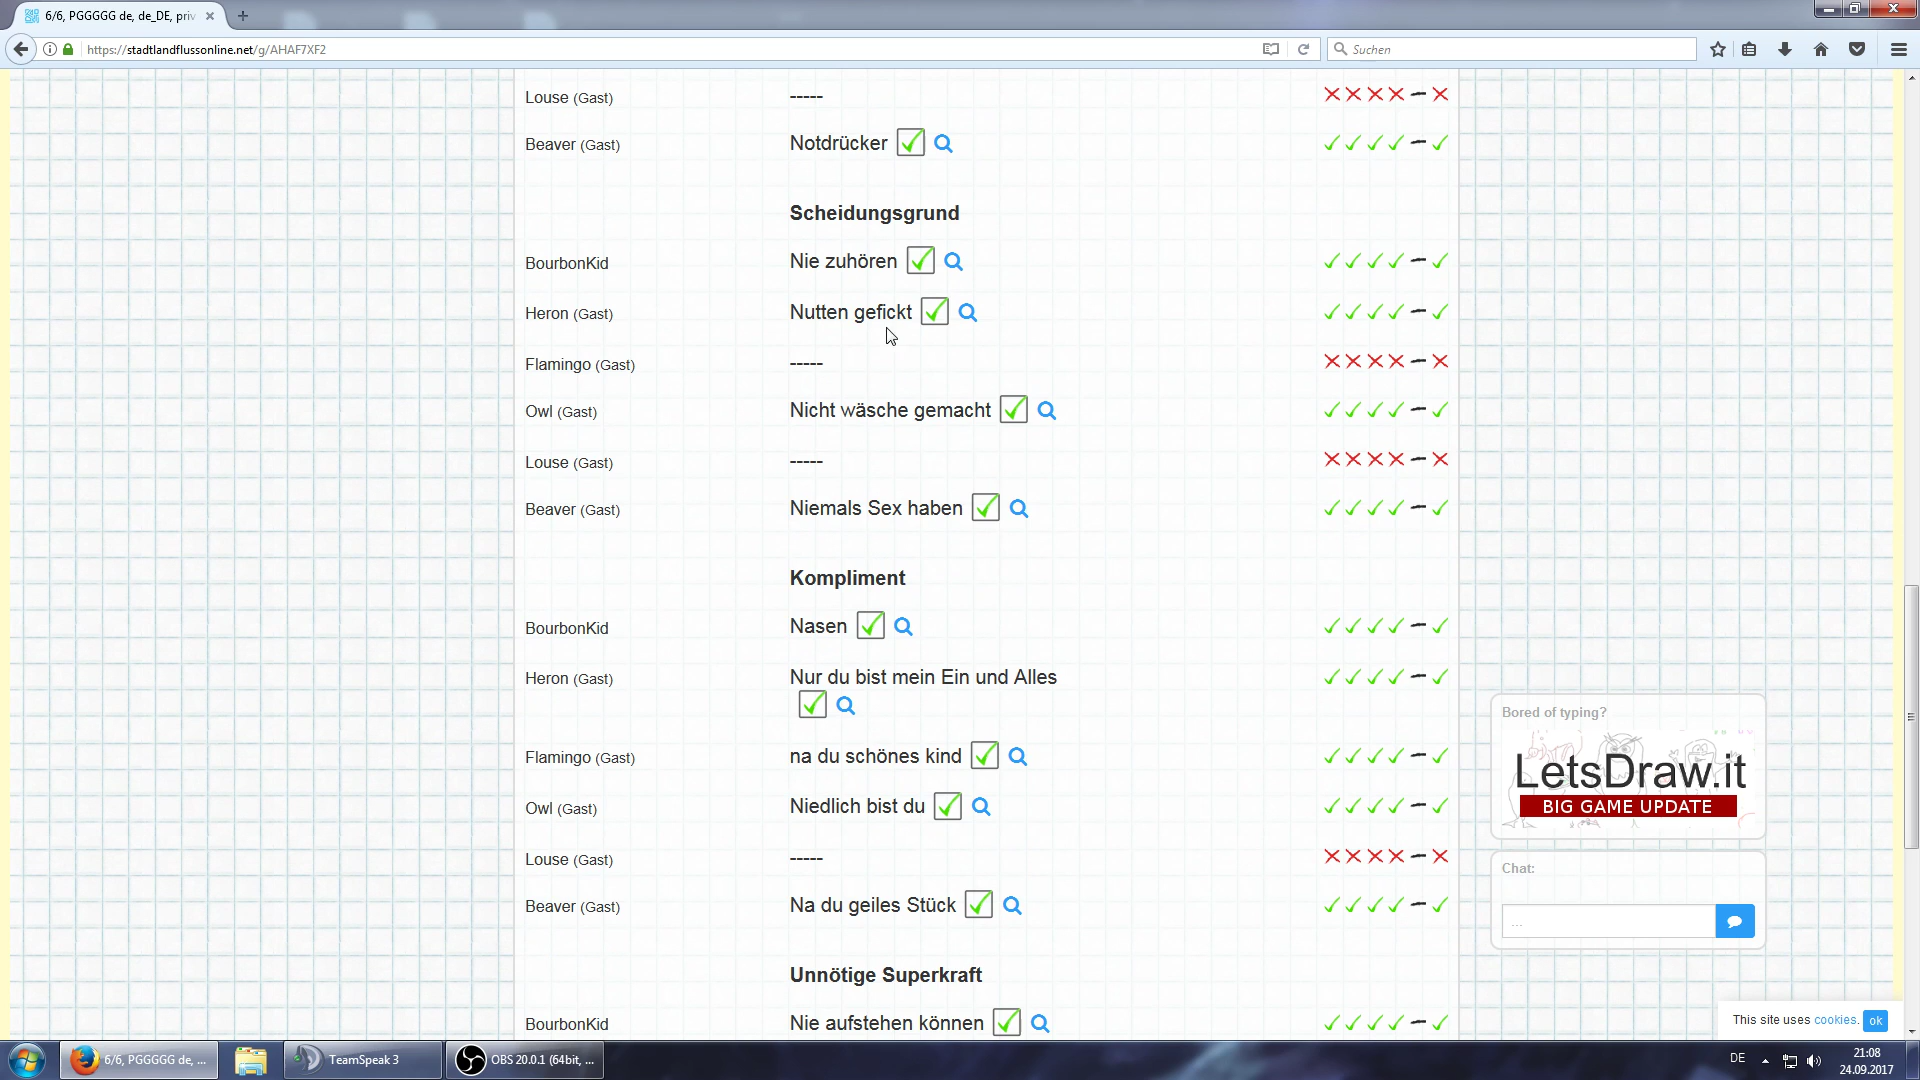 6/6, PGGGGG de, de_DE, priv
https://stadtlandflussonline.net/g/AHAF7XF2
Suchen
Louse (Gast) -----
Beaver (Gast) Notdrücker
Scheidungsgrund
BourbonKid Nie zuhören
Heron (Gast) Nutten gefickt
Flamingo (Gast) -----
Owl (Gast) Nicht wäsche gemacht
Louse (Gast) -----
Beaver (Gast) Niemals Sex haben
Kompliment
BourbonKid Nasen
Heron (Gast) Nur du bist mein Ein und Alles
Flamingo (Gast) na du schönes kind
Owl (Gast) Niedlich bist du
Louse (Gast) -----
Beaver (Gast) Na du geiles Stück
Unnötige Superkraft
BourbonKid Nie aufstehen können
Bored of typing?
LetsDraw.it
BIG GAME UPDATE
Chat:
...
This site uses cookies. ok
6/6, PGGGGG de, ...
TeamSpeak 3
OBS 20.0.1 (64bit, ...
DE
21:08
24.09.2017